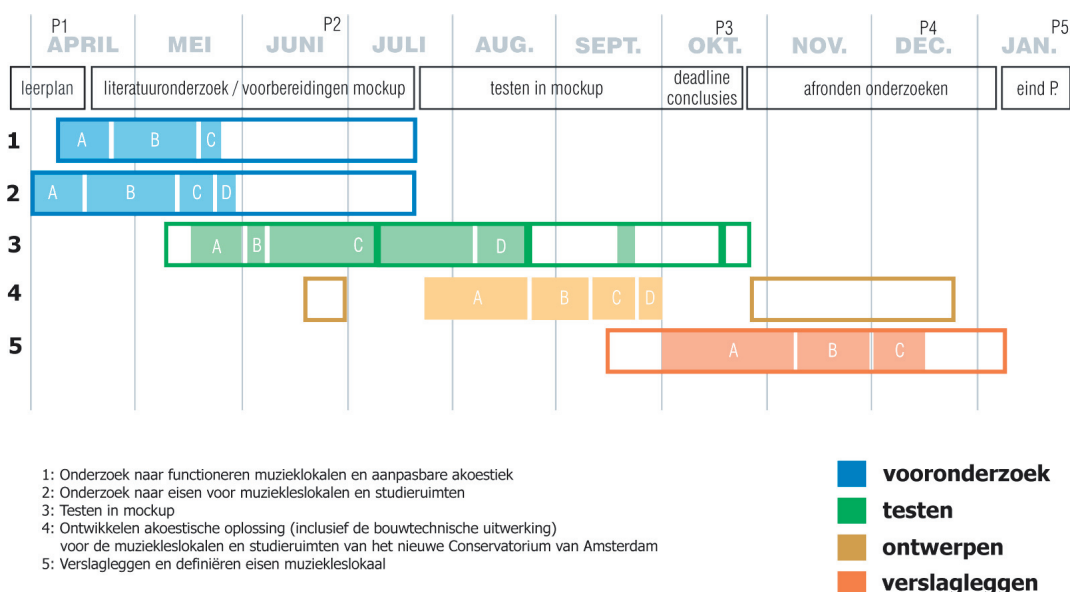 P1 P2 P3 P4 P5
APRIL MEI JUNI JULI AUG. SEPT. OKT. NOV. DEC. JAN.
leerplan literatuuronderzoek / voorbereidingen mockup testen in mockup deadline conclusies afronden onderzoeken eind P.
1 A B C
2 A B C D
3 A B C D
4 A B C D
5 A B C
1: Onderzoek naar functioneren muzieklokalen en aanpasbare akoestiek
2: Onderzoek naar eisen voor muziekleslokalen en studieruimten
3: Testen in mockup
4: Ontwikkelen akoestische oplossing (inclusief de bouwtechnische uitwerking)
voor de muziekleslokalen en studieruimten van het nieuwe Conservatorium van Amsterdam
5: Verslagleggen en definiëren eisen muziekleslokaal
vooronderzoek
testen
ontwerpen
verslagleggen